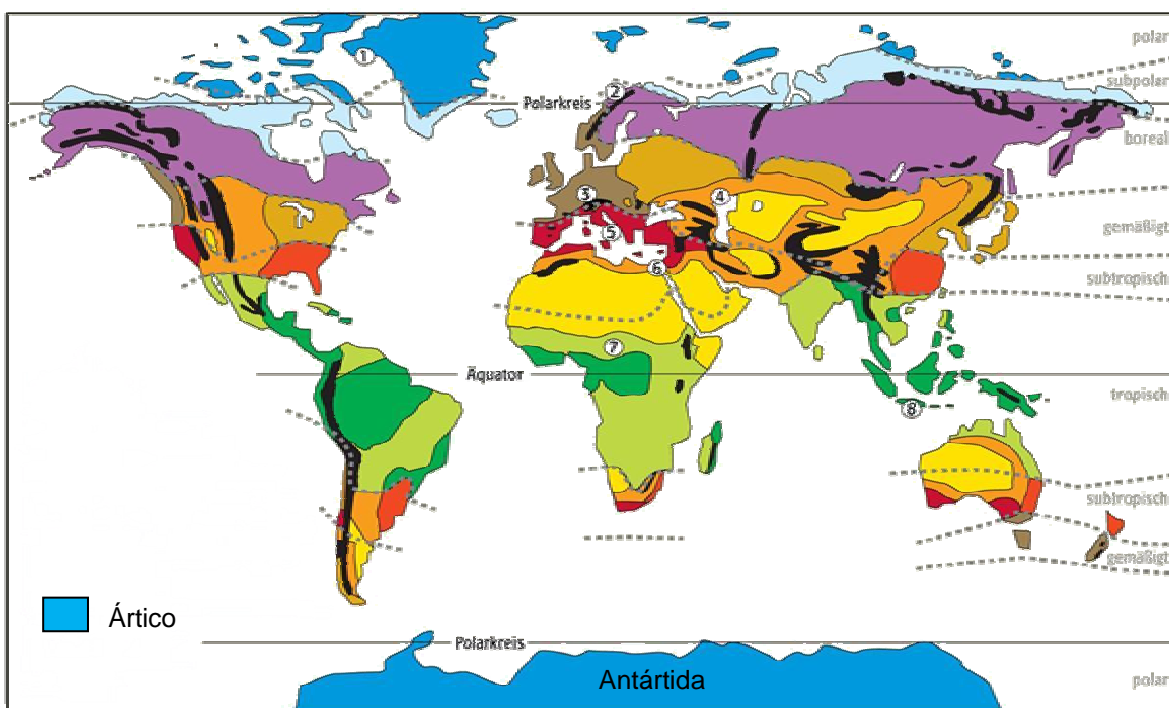 polar
①
subpolar
②
Polarkreis
boreal
③
④
gemäßigt
⑤
⑥
subtropisch
⑦
Äquator
tropisch
⑧
subtropisch
gemäßigt
Ártico
Polarkreis
Antártida
polar